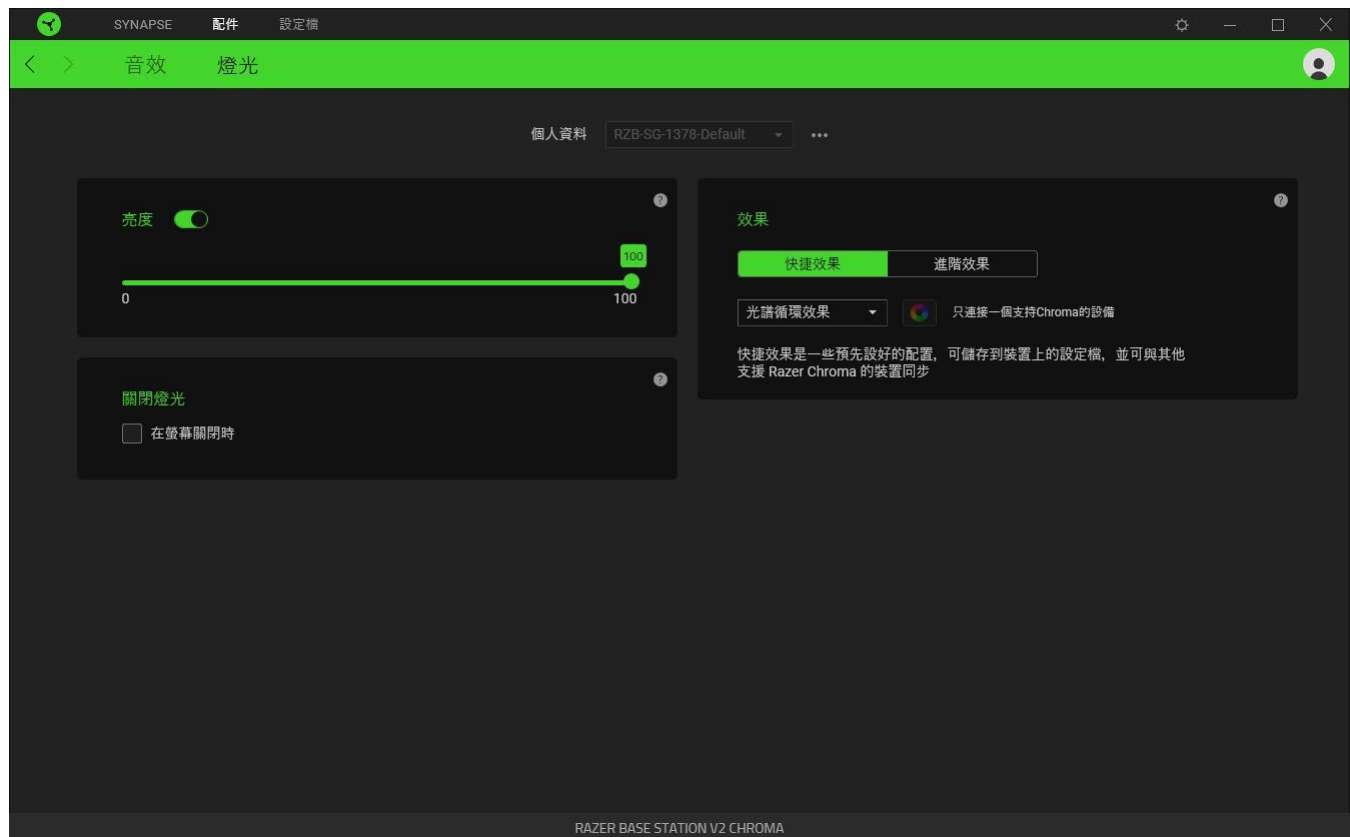 SYNAPSE 配件 設定檔
音效 燈光
個人資料 RZB-SG-1378-Default
亮度
100
0 100
關閉燈光
在螢幕關閉時
效果
快捷效果 進階效果
光譜循環效果 只連接一個支持Chroma的設備
快捷效果是一些預先設好的配置，可儲存到裝置上的設定檔，並可與其他
支援 Razer Chroma 的裝置同步
RAZER BASE STATION V2 CHROMA